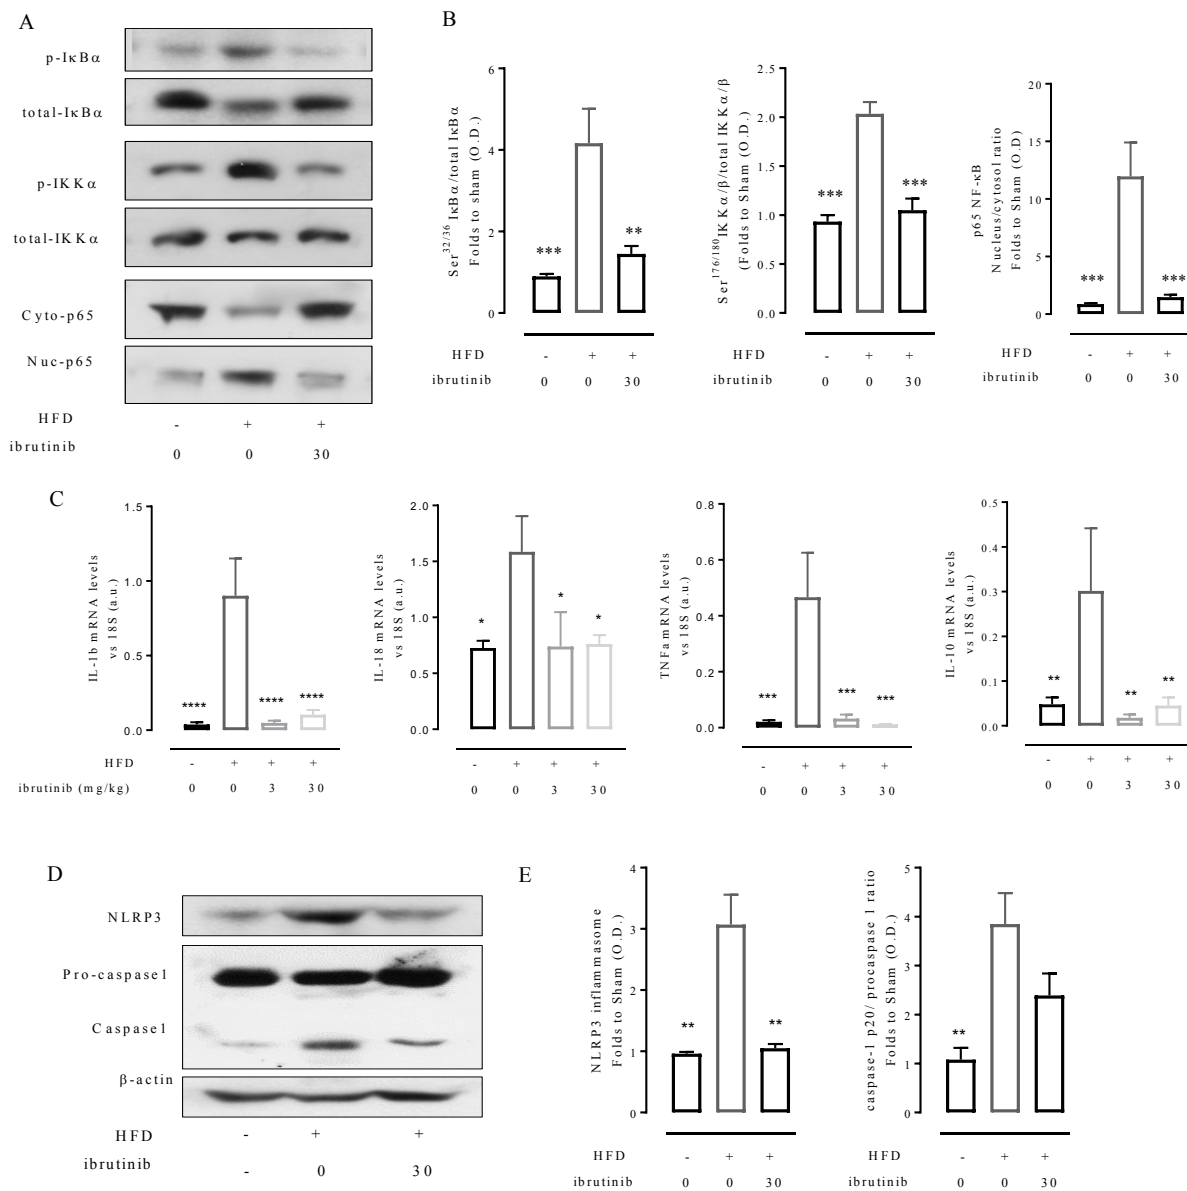 A
p-IκBα
total-IκBα
p-IKKα
total-IKKα
Cyto-p65
Nuc-p65
HFD - + +
ibrutinib 0 0 30
B
Ser32/36 IκBα/total IκBα
Folds to Sham (O.D.)
6
4
2
0
*** **
HFD - + +
ibrutinib 0 0 30
Ser176/180IKKα/β/total IKKα/β
(Folds to Sham (O.D.)
2.5
2.0
1.5
1.0
0.5
0.0
*** ***
HFD - + +
ibrutinib 0 0 30
p65 NF-κB
Nucleus/cytosol ratio
Folds to Sham (O.D)
20
15
10
5
0
*** ***
HFD - + +
ibrutinib 0 0 30
C
IL-1b mRNA levels
vs 18S (a.u.)
1.5
1.0
0.5
0.0
**** **** ****
HFD - + + +
ibrutinib (mg/kg) 0 0 3 30
IL-18 mRNA levels
vs 18S (a.u.)
2.0
1.5
1.0
0.5
0.0
* * *
- + + +
0 0 3 30
TNFa mRNA levels
vs 18S (a.u.)
0.8
0.6
0.4
0.2
0.0
*** *** ***
- + + +
0 0 3 30
IL-10 mRNA levels
vs 18S (a.u.)
0.5
0.4
0.3
0.2
0.1
0.0
** ** **
- + + +
0 0 3 30
D
NLRP3
Pro-caspase1
Caspase1
β-actin
HFD - + +
ibrutinib - 0 30
E
NLRP3 inflammasome
Folds to Sham (O.D.)
4
3
2
1
0
** **
HFD - + +
ibrutinib 0 0 30
caspase-1 p20/ procaspase 1 ratio
Folds to Sham (O.D.)
5
4
3
2
1
0
**
HFD - + +
ibrutinib 0 0 30